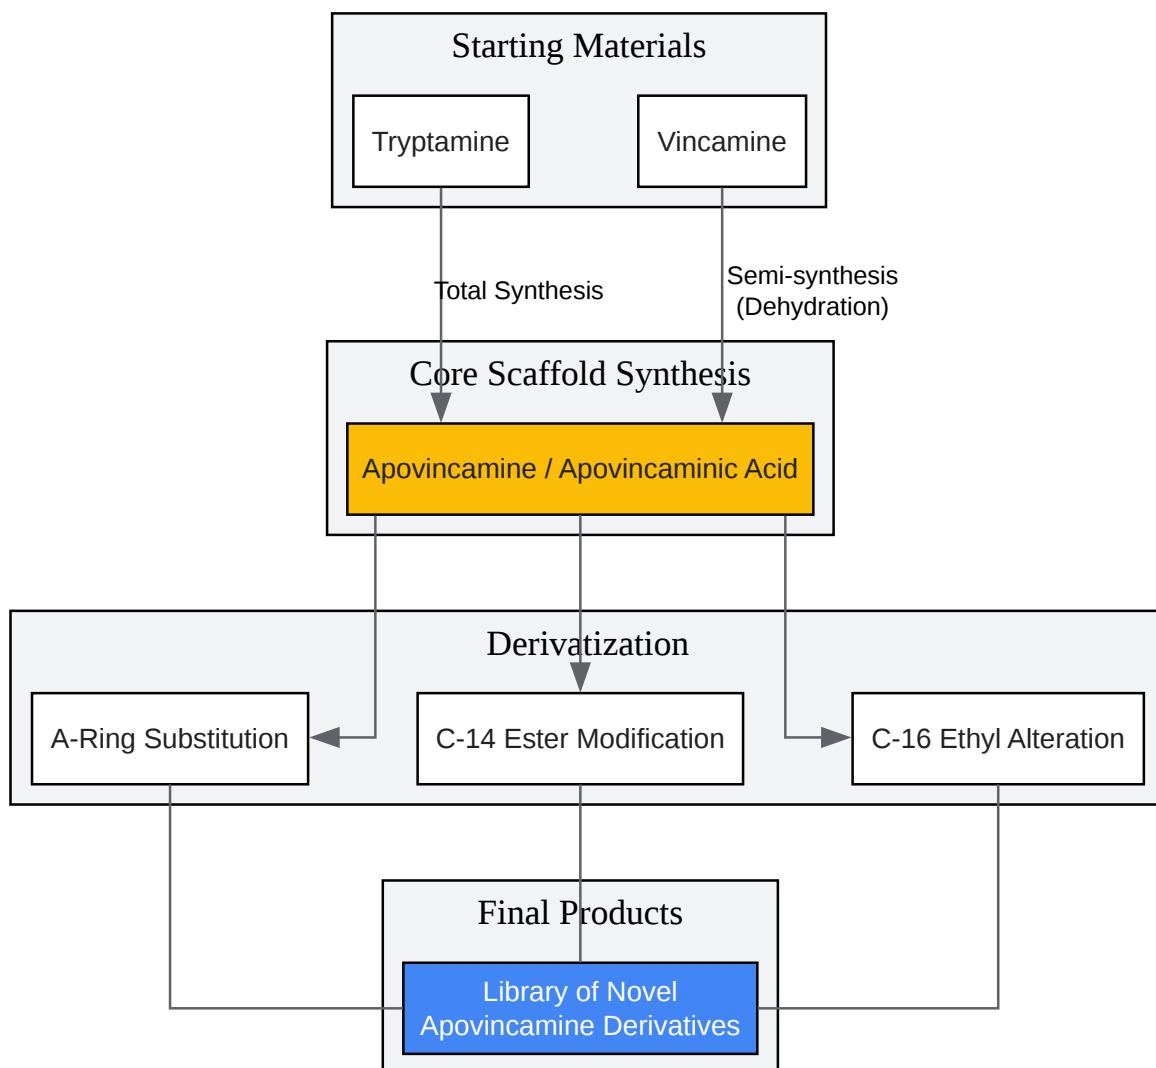 Starting Materials
Tryptamine
Vincamine
Total Synthesis
Semi-synthesis
(Dehydration)
Core Scaffold Synthesis
Apovincamine / Apovincaminic Acid
Derivatization
A-Ring Substitution
C-14 Ester Modification
C-16 Ethyl Alteration
Final Products
Library of Novel
Apovincamine Derivatives